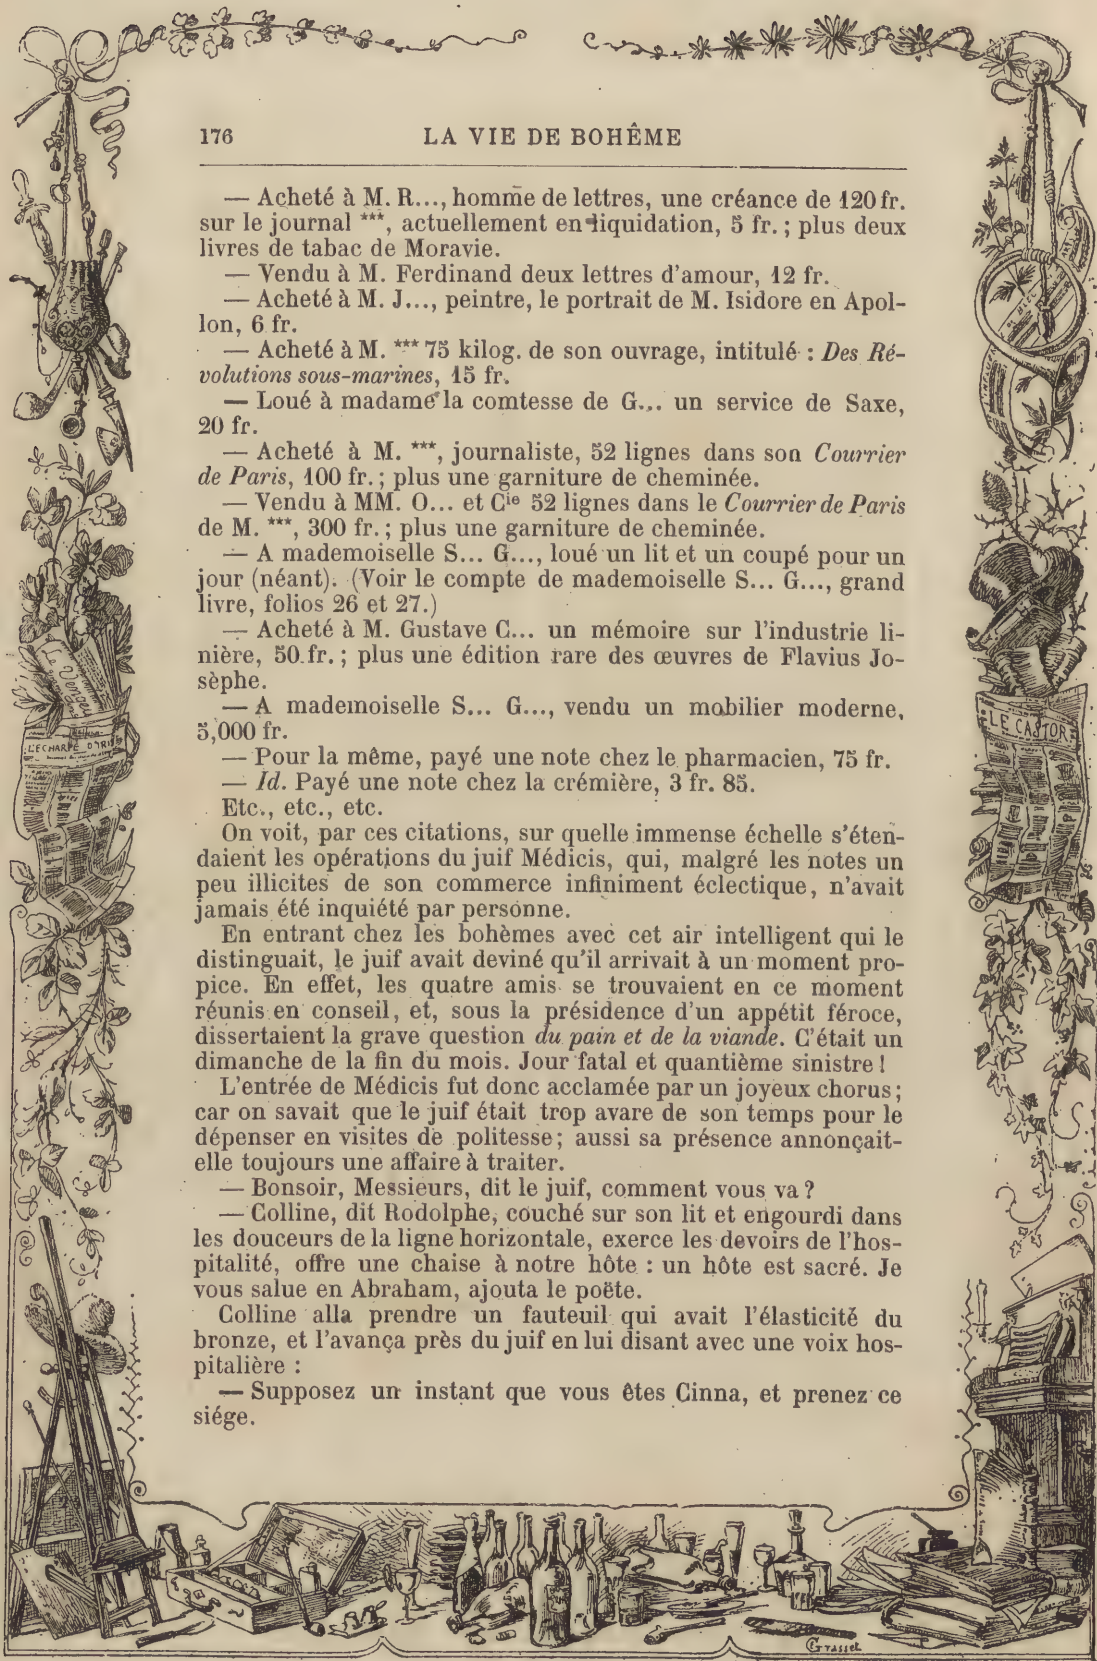 176 LA VIE DE BOHÊME
— Acheté à M. R..., homme de lettres, une créance de 120 fr.
sur le journal ***, actuellement en liquidation, 5 fr. ; plus deux
livres de tabac de Moravie.
— Vendu à M. Ferdinand deux lettres d'amour, 12 fr.
— Acheté à M. J..., peintre, le portrait de M. Isidore en Apol-
lon, 6 fr.
— Acheté à M. *** 75 kilog. de son ouvrage, intitulé : Des Ré-
volutions sous-marines, 15 fr.
— Loué à madame la comtesse de G... un service de Saxe,
20 fr.
— Acheté à M. ***, journaliste, 52 lignes dans son Courrier
de Paris, 100 fr. ; plus une garniture de cheminée.
— Vendu à MM. O... et Cie 52 lignes dans le Courrier de Paris
de M. ***, 300 fr. ; plus une garniture de cheminée.
— A mademoiselle S... G..., loué un lit et un coupé pour un
jour (néant). (Voir le compte de mademoiselle S... G..., grand
livre, folios 26 et 27.)
— Acheté à M. Gustave C... un mémoire sur l'industrie li-
nière, 50 fr. ; plus une édition rare des œuvres de Flavius Jo-
sèphe.
— A mademoiselle S... G..., vendu un mobilier moderne,
5,000 fr.
— Pour la même, payé une note chez le pharmacien, 75 fr.
— Id. Payé une note chez la crémière, 3 fr. 85.
Etc., etc., etc.
On voit, par ces citations, sur quelle immense échelle s'éten-
daient les opérations du juif Médicis, qui, malgré les notes un
peu illicites de son commerce infiniment éclectique, n'avait
jamais été inquiété par personne.
En entrant chez les bohèmes avec cet air intelligent qui le
distinguait, le juif avait deviné qu'il arrivait à un moment pro-
pice. En effet, les quatre amis se trouvaient en ce moment
réunis en conseil, et, sous la présidence d'un appétit féroce,
dissertaient la grave question du pain et de la viande. C'était un
dimanche de la fin du mois. Jour fatal et quantième sinistre !
L'entrée de Médicis fut donc acclamée par un joyeux chorus ;
car on savait que le juif était trop avare de son temps pour le
dépenser en visites de politesse ; aussi sa présence annonçait-
elle toujours une affaire à traiter.
— Bonsoir, Messieurs, dit le juif, comment vous va ?
— Colline, dit Rodolphe, couché sur son lit et engourdi dans
les douceurs de la ligne horizontale, exerce les devoirs de l'hos-
pitalité, offre une chaise à notre hôte : un hôte est sacré. Je
vous salue en Abraham, ajouta le poëte.
Colline alla prendre un fauteuil qui avait l'élasticité du
bronze, et l'avança près du juif en lui disant avec une voix hos-
pitalière :
— Supposez un instant que vous êtes Cinna, et prenez ce
siége.
Le Vengeur
L'ÉCHARPE D'IRIS
LE CASTOR
Grasset